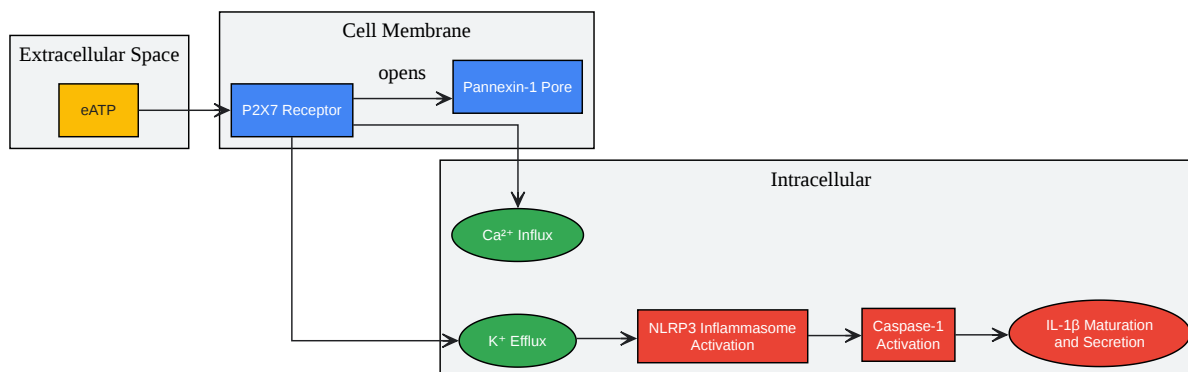 Extracellular Space
eATP
Cell Membrane
P2X7 Receptor
opens
Pannexin-1 Pore
Intracellular
Ca²⁺ Influx
K⁺ Efflux
NLRP3 Inflammasome
Activation
Caspase-1
Activation
IL-1β Maturation
and Secretion